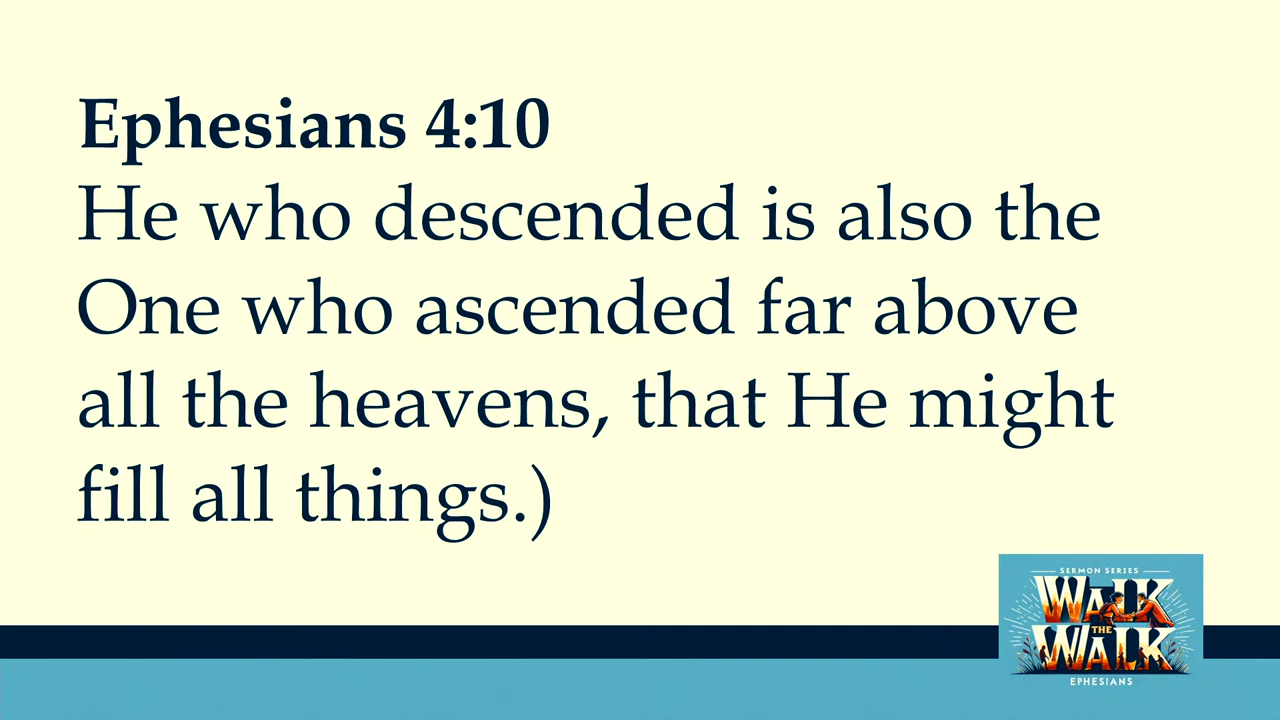 Ephesians 4:10
He who descended is also the
One who ascended far above
all the heavens, that He might
fill all things.)
SERMON SERIES
WALK
THE
WALK
EPHESIANS